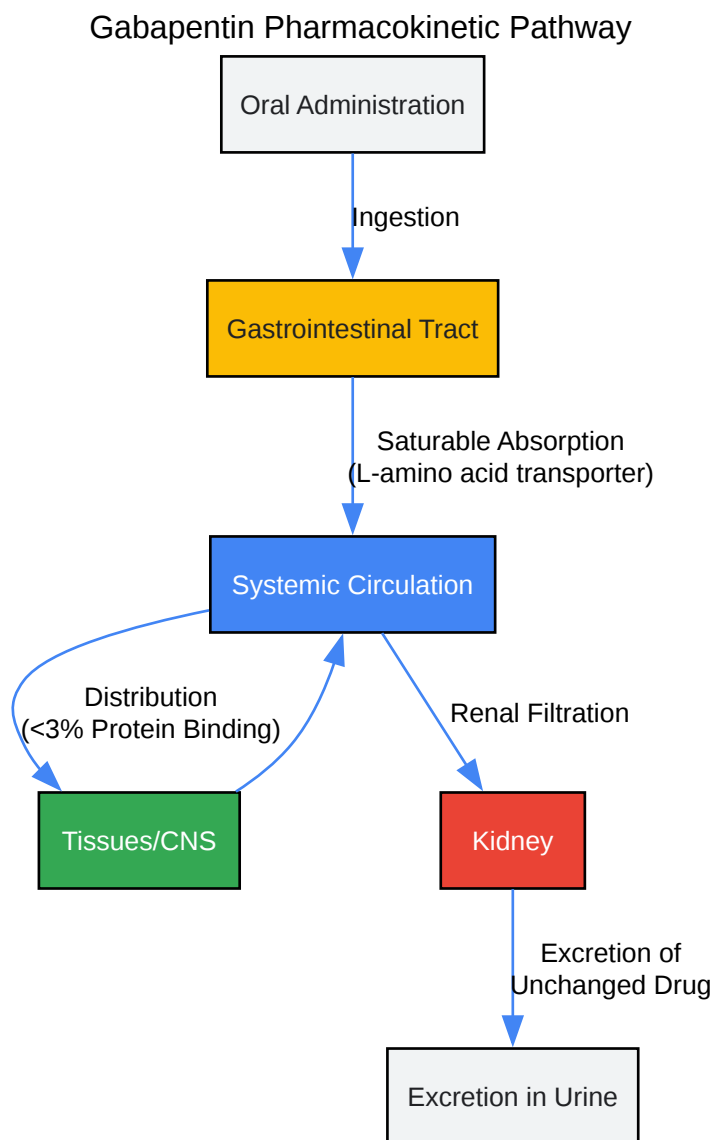 Gabapentin Pharmacokinetic Pathway
Oral Administration
Ingestion
Gastrointestinal Tract
Saturable Absorption
(L-amino acid transporter)
Systemic Circulation
Distribution
(<3% Protein Binding)
Renal Filtration
Tissues/CNS
Kidney
Excretion of
Unchanged Drug
Excretion in Urine